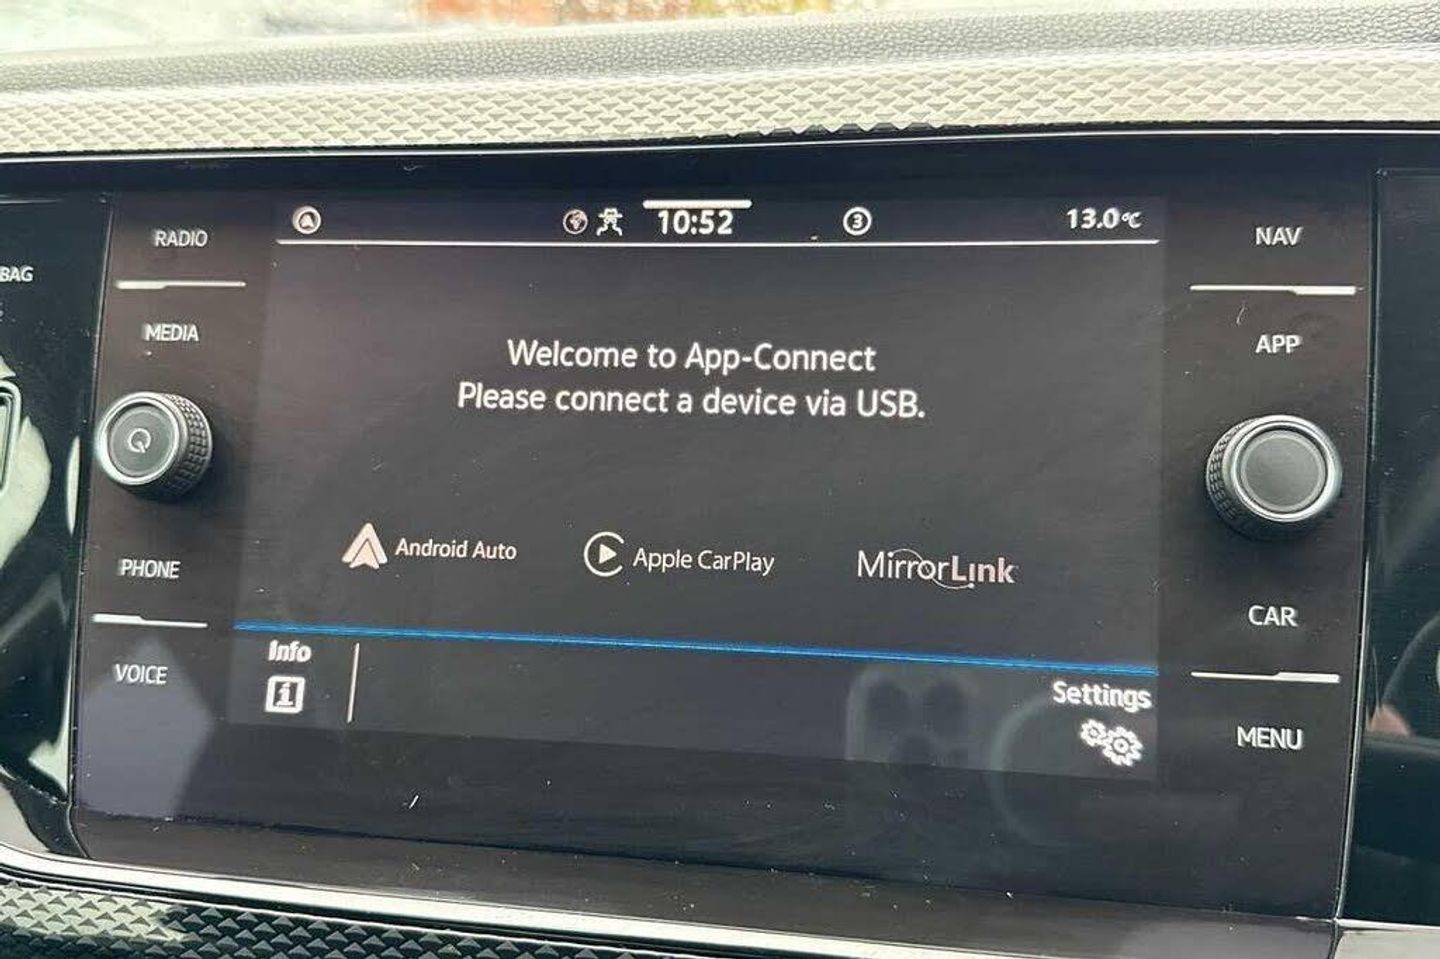 BAG
RADIO
MEDIA
PHONE
VOICE
10:52
3
13.0°C
Welcome to App-Connect
Please connect a device via USB.
Android Auto
Apple CarPlay
MirrorLink
Info
i
Settings
NAV
APP
CAR
MENU